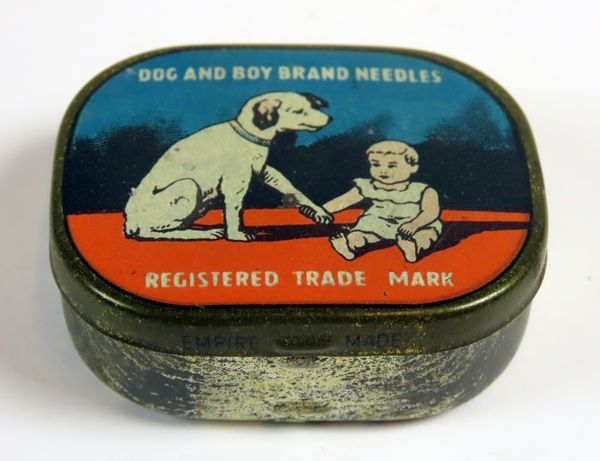 DOG AND BOY BRAND NEEDLES
REGISTERED TRADE MARK
EMPIRE MADE